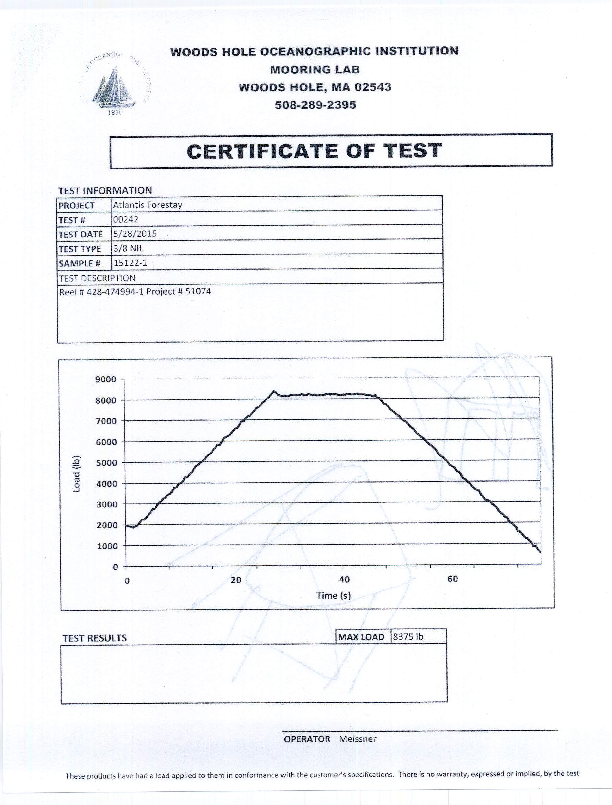 WOODS HOLE OCEANOGRAPHIC INSTITUTION
MOORING LAB
WOODS HOLE, MA 02543
508-289-2395
CERTIFICATE OF TEST
TEST INFORMATION
PROJECT Atlantis Forestay
TEST # 00242
TEST DATE 5/28/2015
TEST TYPE 3/8 NIL
SAMPLE # 15122-1
TEST DESCRIPTION
Reel # 428-474994-1 Project # 51074
9000
8000
7000
6000
5000
4000
3000
2000
1000
0
Load (lb)
0 20 40 60
Time (s)
TEST RESULTS MAX LOAD 8375 lb
OPERATOR Meissner
These products have had a load applied to them in conformance with the customer's specifications. There is no warranty, expressed or implied, by the test